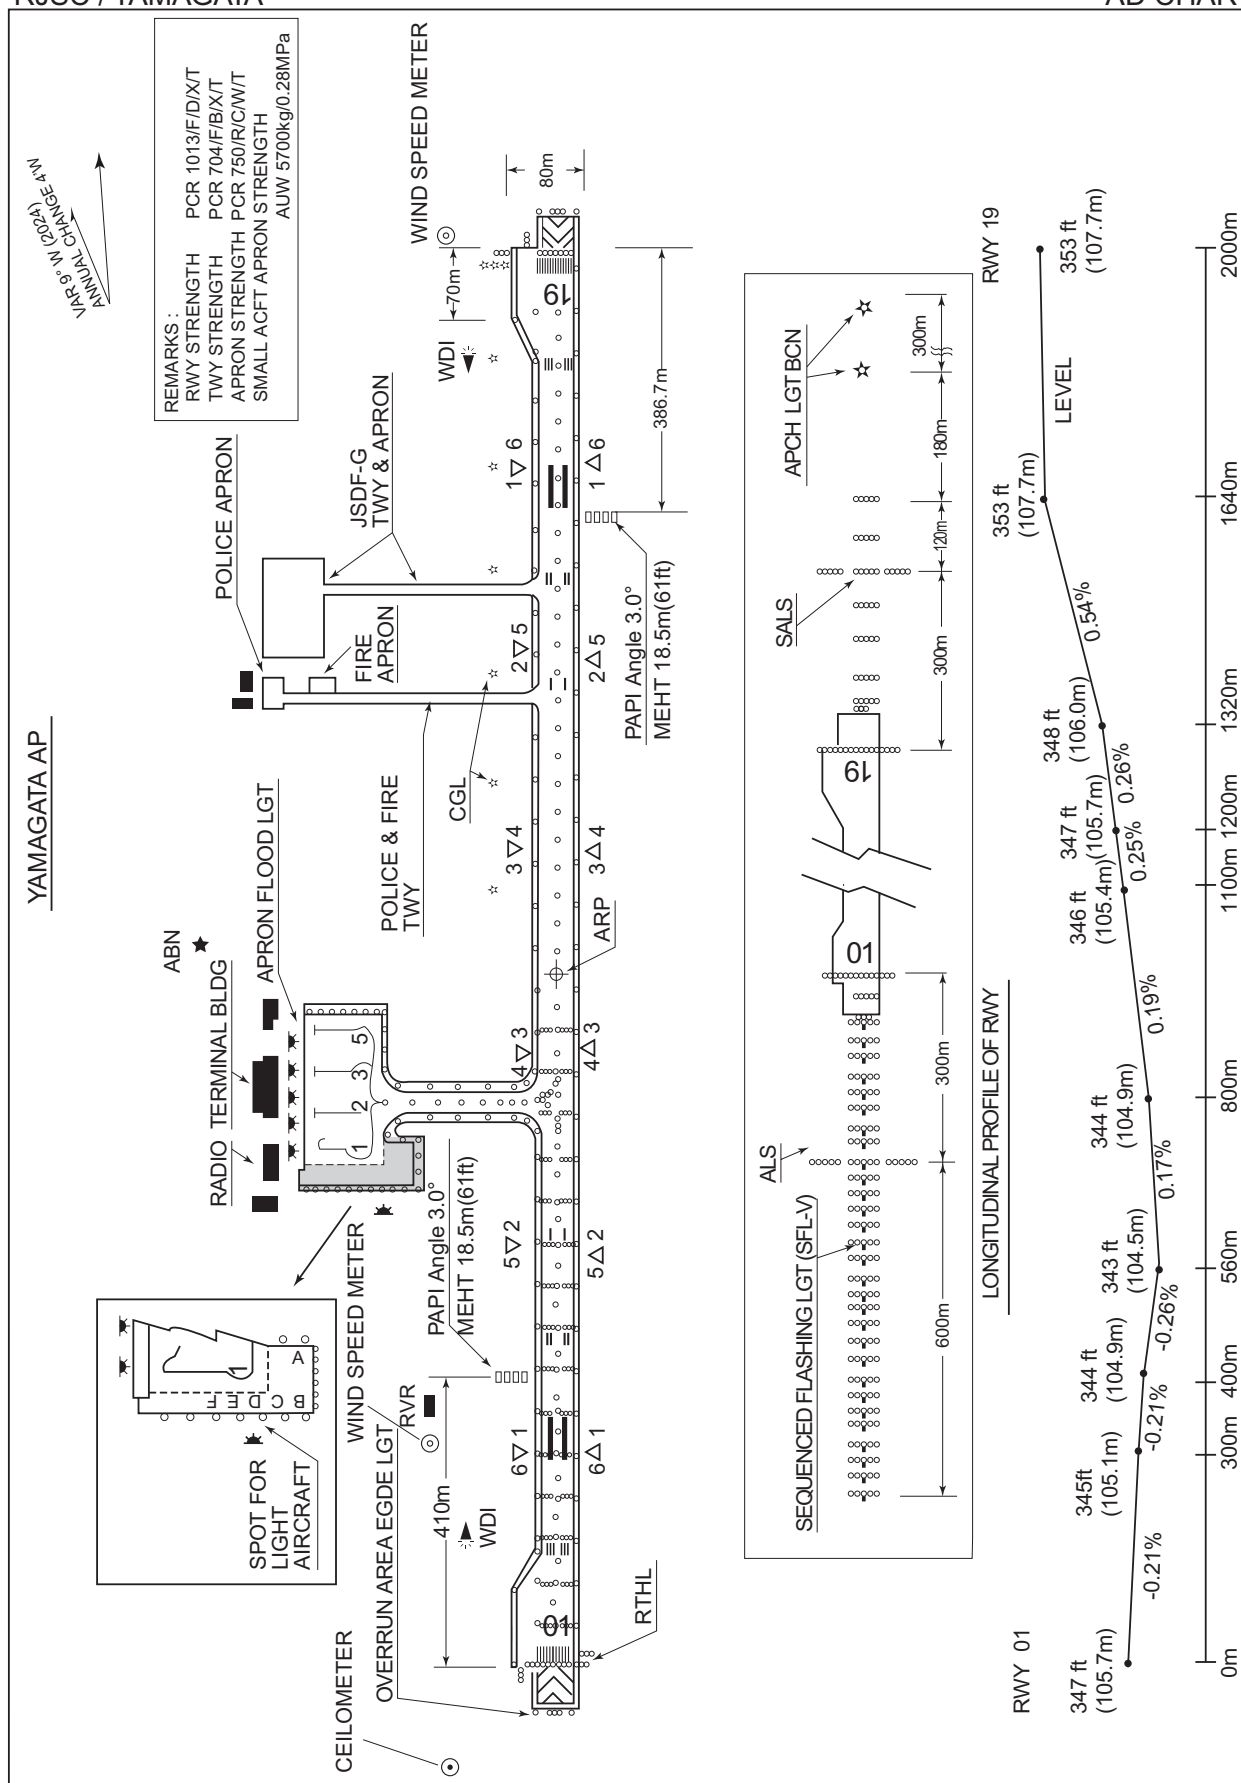 RJSC / YAMAGATA
AD CHART
YAMAGATA AP
VAR 9° W (2024)
ANNUAL CHANGE 4'W
REMARKS :
RWY STRENGTH PCR 1013/F/D/X/T
TWY STRENGTH PCR 704/F/B/X/T
APRON STRENGTH PCR 750/R/C/W/T
SMALL ACFT APRON STRENGTH
AUW 5700kg/0.28MPa
SPOT FOR
LIGHT
AIRCRAFT
B C D E F
A
1
RADIO
TERMINAL BLDG
ABN
APRON FLOOD LGT
POLICE APRON
FIRE
APRON
JSDF-G
TWY & APRON
POLICE & FIRE
TWY
CGL
1 2 3 5
CEILOMETER
OVERRUN AREA EGDE LGT
WIND SPEED METER
RVR
410m
WDI
PAPI Angle 3.0°
MEHT 18.5m(61ft)
WDI
70m
WIND SPEED METER
80m
6 1
5 2
4 3
3 4
2 5
1 6
01
19
6 1
5 2
4 3
3 4
2 5
1 6
RTHL
ARP
PAPI Angle 3.0°
MEHT 18.5m(61ft)
386.7m
ALS
SEQUENCED FLASHING LGT (SFL-V)
SALS
APCH LGT BCN
01
19
600m
300m
300m
120m
180m
300m
LONGITUDINAL PROFILE OF RWY
RWY 01
RWY 19
347 ft
(105.7m)
345ft
(105.1m)
344 ft
(104.9m)
343 ft
(104.5m)
344 ft
(104.9m)
346 ft
(105.4m)
347 ft
(105.7m)
348 ft
(106.0m)
353 ft
(107.7m)
353 ft
(107.7m)
-0.21%
-0.21%
-0.26%
0.17%
0.19%
0.25%
0.26%
0.54%
LEVEL
0m
300m
400m
560m
800m
1100m
1200m
1320m
1640m
2000m